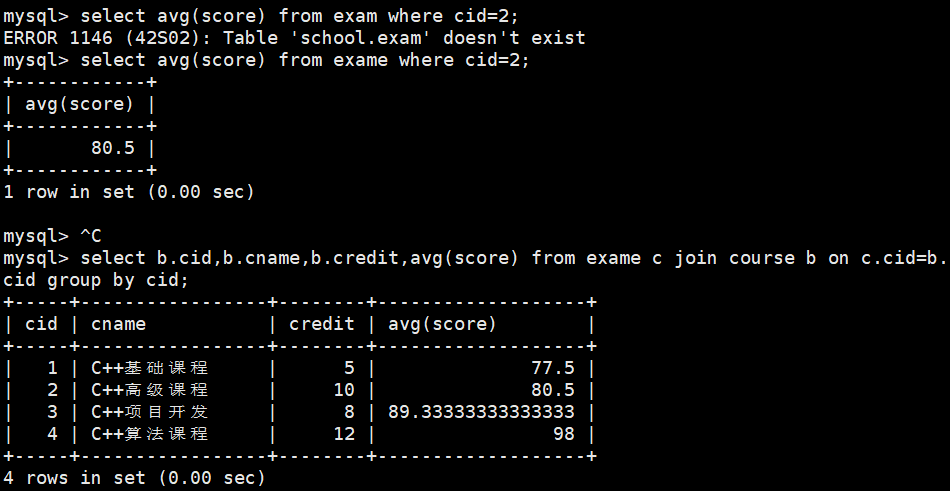 mysql> select avg(score) from exam where cid=2;
ERROR 1146 (42S02): Table 'school.exam' doesn't exist
mysql> select avg(score) from exame where cid=2;
+------------+
| avg(score) |
+------------+
|       80.5 |
+------------+
1 row in set (0.00 sec)

mysql> ^C
mysql> select b.cid,b.cname,b.credit,avg(score) from exame c join course b on c.cid=b.
cid group by cid;
+-----+-----------------+--------+-------------------+
| cid | cname           | credit | avg(score)        |
+-----+-----------------+--------+-------------------+
|   1 | C++基础课程     |      5 |              77.5 |
|   2 | C++高级课程     |     10 |              80.5 |
|   3 | C++项目开发     |      8 | 89.33333333333333 |
|   4 | C++算法课程     |     12 |                98 |
+-----+-----------------+--------+-------------------+
4 rows in set (0.00 sec)